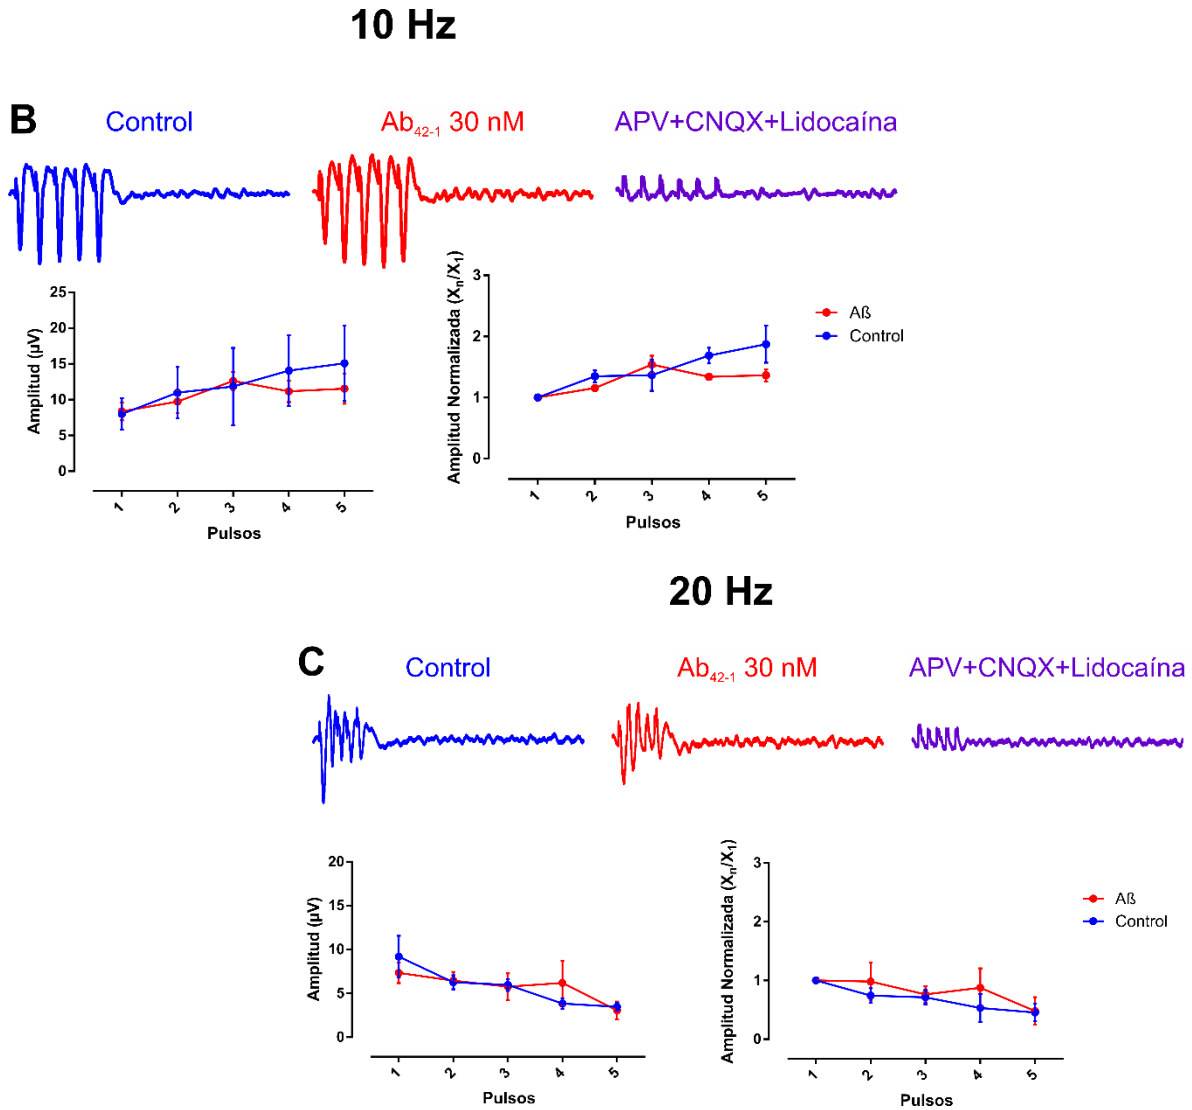 10 Hz
B
Control
Ab42-1 30 nM
APV+CNQX+Lidocaína
Amplitud (µV)
25
20
15
10
5
0
1
2
3
4
5
Pulsos
Amplitud Normalizada (Xn/X1)
3
2
1
0
1
2
3
4
5
Pulsos
Aß
Control
20 Hz
C
Control
Ab42-1 30 nM
APV+CNQX+Lidocaína
Amplitud (µV)
20
15
10
5
0
1
2
3
4
5
Pulsos
Amplitud Normalizada (Xn/X1)
3
2
1
0
1
2
3
4
5
Pulsos
Aß
Control